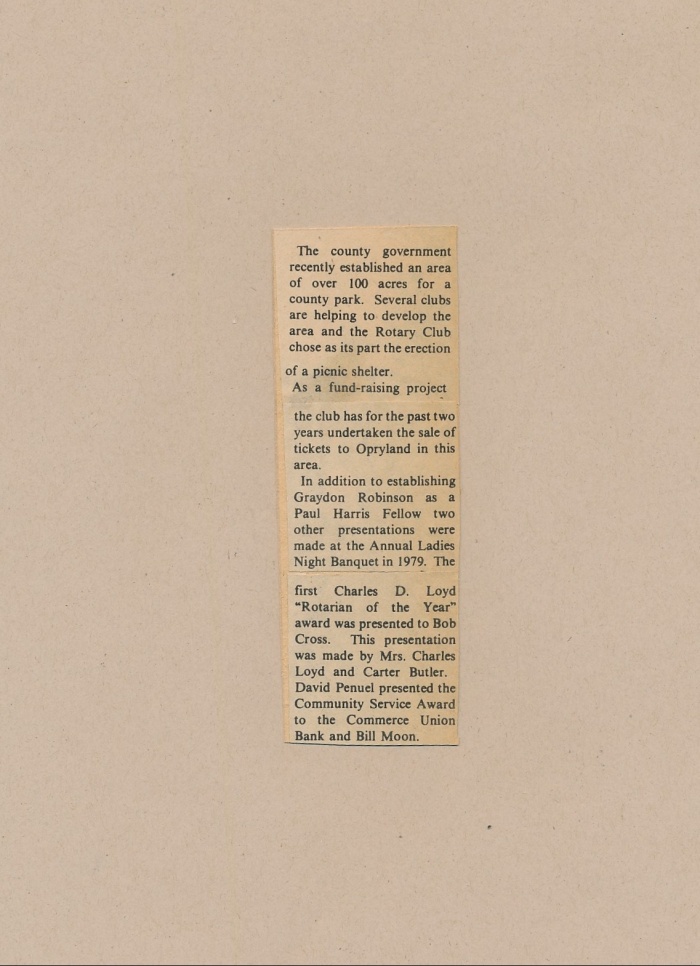 The county government
recently established an area
of over 100 acres for a
county park. Several clubs
are helping to develop the
area and the Rotary Club
chose as its part the erection
of a picnic shelter.
As a fund-raising project
the club has for the past two
years undertaken the sale of
tickets to Opryland in this
area.
In addition to establishing
Graydon Robinson as a
Paul Harris Fellow two
other presentations were
made at the Annual Ladies
Night Banquet in 1979. The
first Charles D. Loyd
“Rotarian of the Year”
award was presented to Bob
Cross. This presentation
was made by Mrs. Charles
Loyd and Carter Butler.
David Penuel presented the
Community Service Award
to the Commerce Union
Bank and Bill Moon.